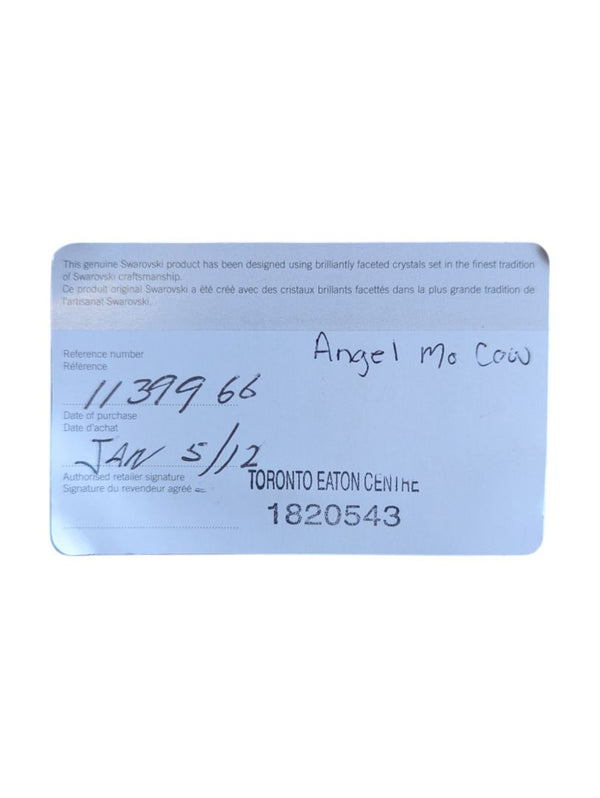 This genuine Swarovski product has been designed using brilliantly faceted crystals set in the finest tradition
of Swarovski craftsmanship.
Ce produit original Swarovski a été créé avec des cristaux brillants facettés dans la plus grande tradition de
l'artisanat Swarovski.
Angel Mo Cow
Reference number
Référence
1139966
Date of purchase
Date d'achat
JAN 5/12
Authorised retailer signature
Signature du revendeur agréé
TORONTO EATON CENTRE
1820543